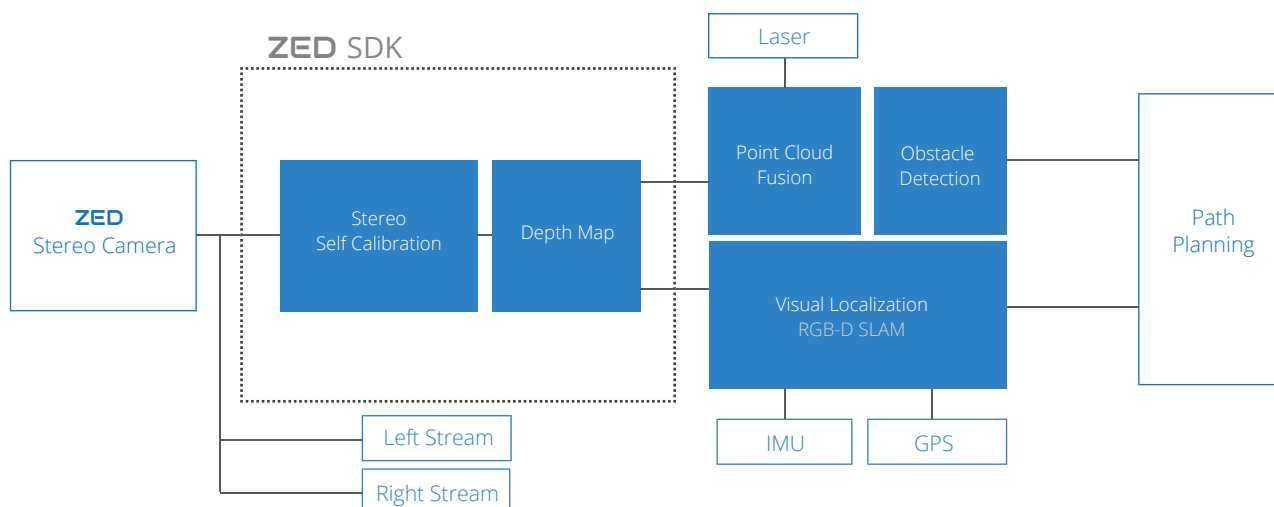 ZED SDK
Laser
Point Cloud
Fusion
Obstacle
Detection
ZED
Stereo Camera
Stereo
Self Calibration
Depth Map
Path
Planning
Visual Localization
RGB-D SLAM
Left Stream
IMU
GPS
Right Stream